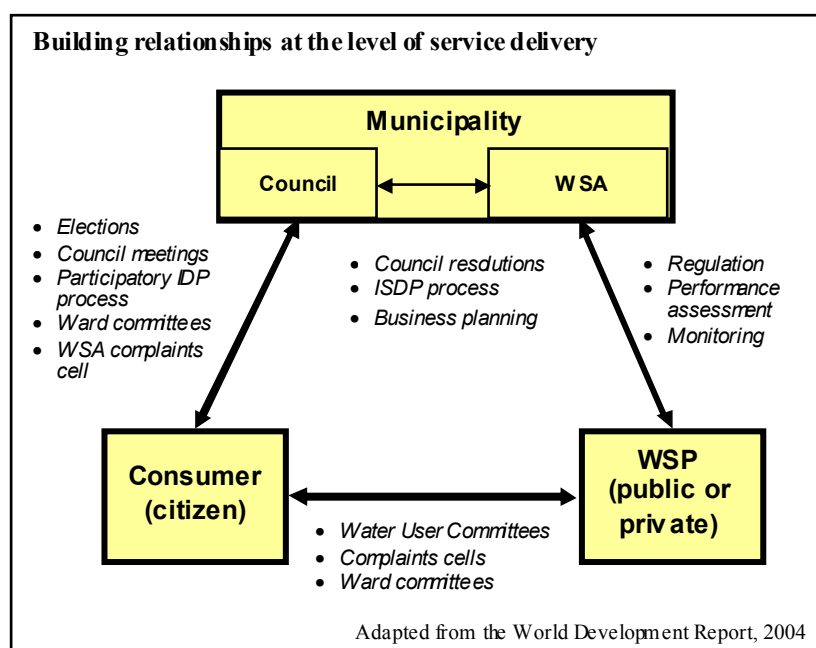 Building relationships at the level of service delivery
Municipality
Council
WSA
• Elections
• Council meetings
• Participatory IDP
process
• Ward committees
• WSA complaints
cell
• Council resolutions
• ISDP process
• Business planning
• Regulation
• Performance
assessment
• Monitoring
Consumer
(citizen)
WSP
(public or
private)
• Water User Committees
• Complaints cells
• Ward committees
Adapted from the World Development Report, 2004